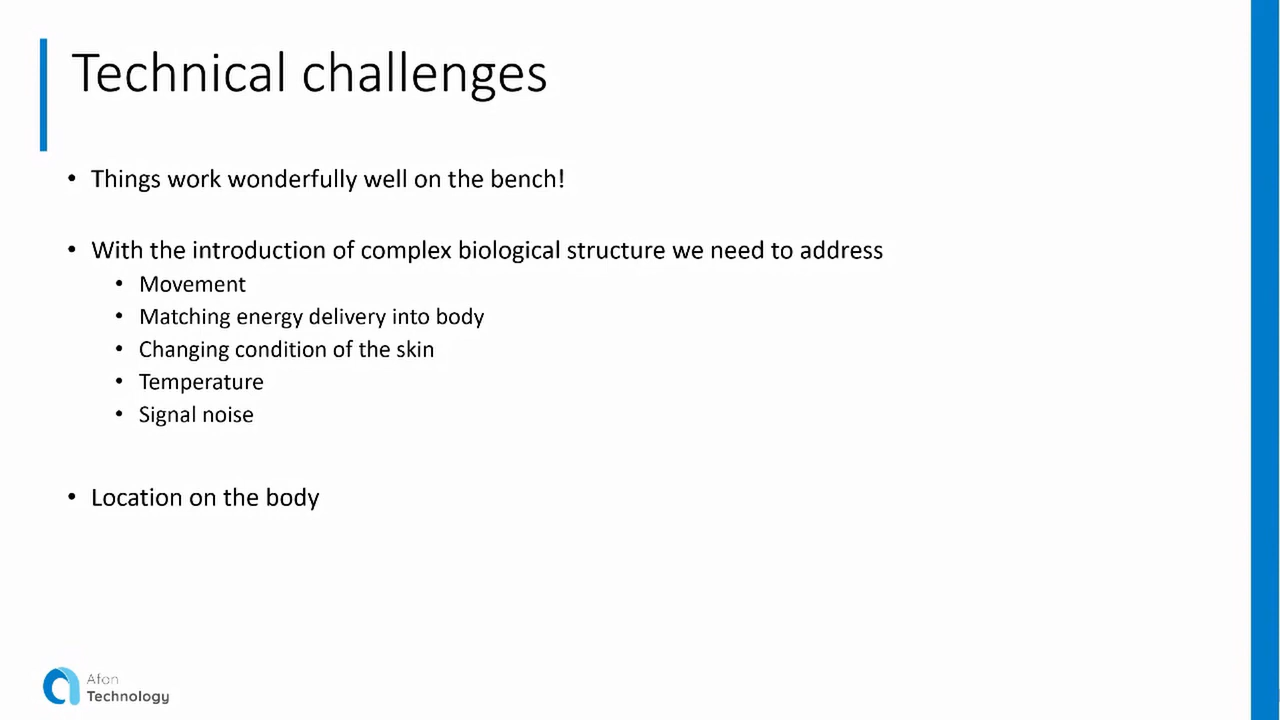 Technical challenges
• Things work wonderfully well on the bench!
• With the introduction of complex biological structure we need to address
• Movement
• Matching energy delivery into body
• Changing condition of the skin
• Temperature
• Signal noise
• Location on the body
Afon
Technology